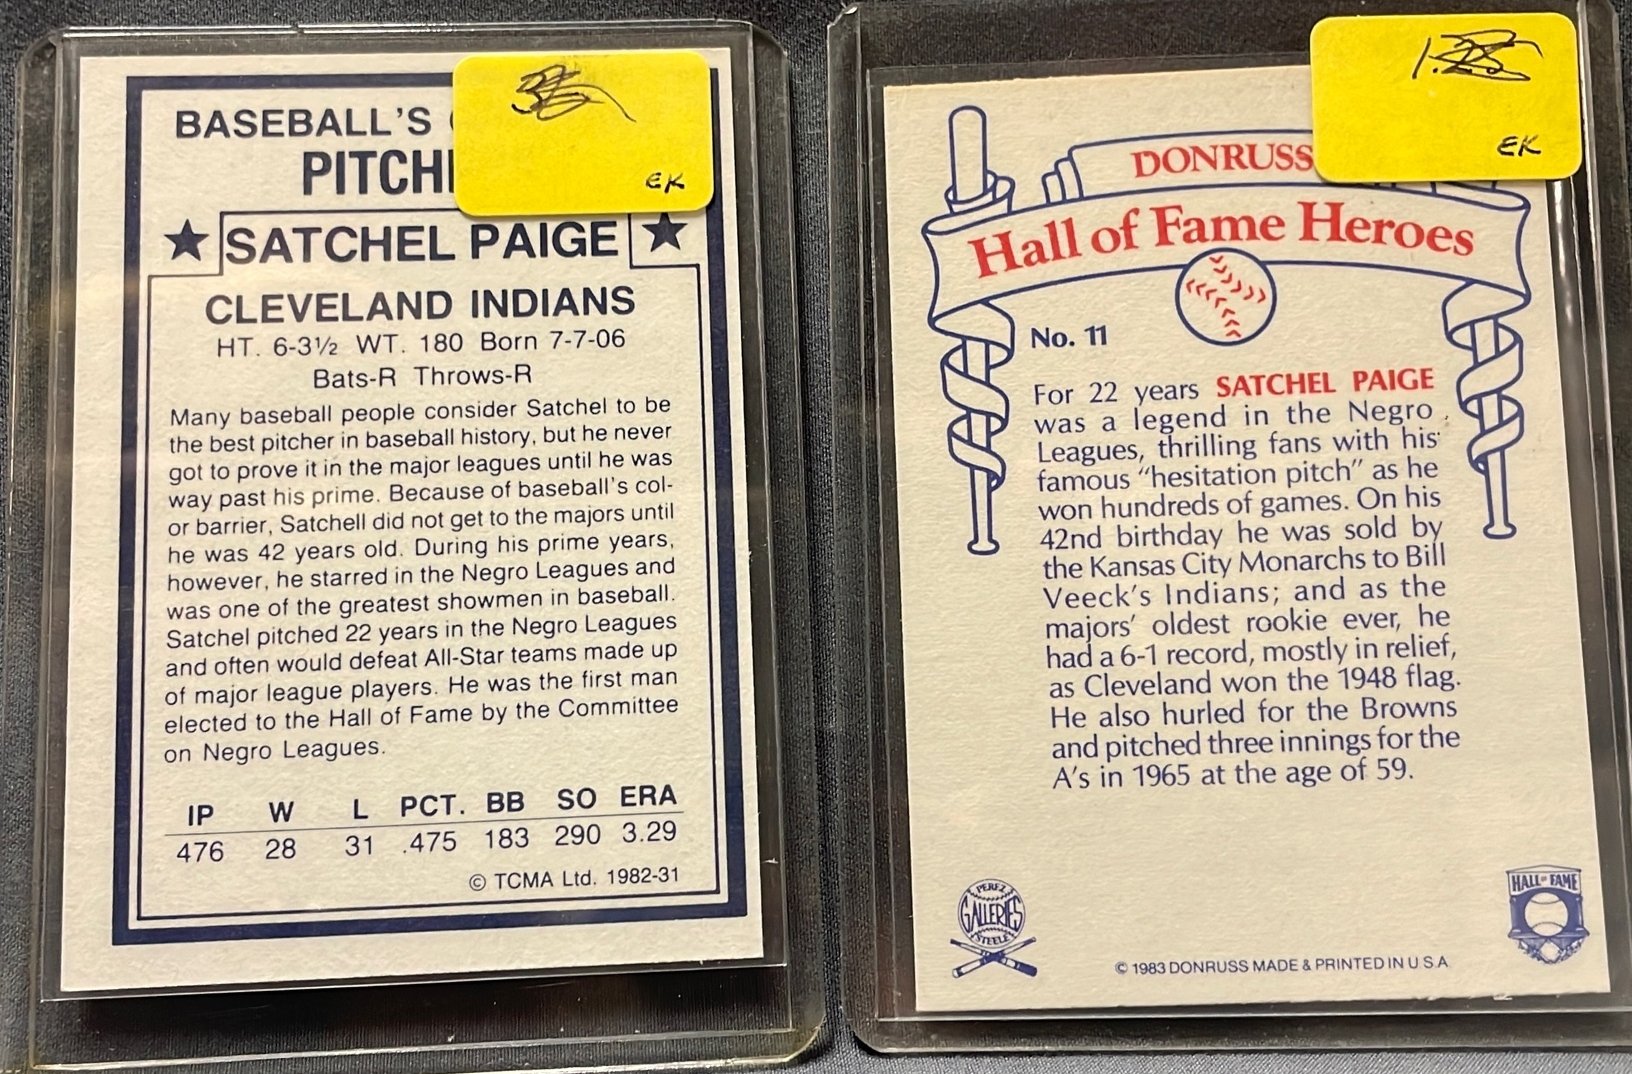 BASEBALL'S
PITCHI
SATCHEL PAIGE
CLEVELAND INDIANS
HT. 6-3½ WT. 180 Born 7-7-06
Bats-R Throws-R
Many baseball people consider Satchel to be
the best pitcher in baseball history, but he never
got to prove it in the major leagues until he was
way past his prime. Because of baseball's col-
or barrier, Satchell did not get to the majors until
he was 42 years old. During his prime years,
however, he starred in the Negro Leagues and
was one of the greatest showmen in baseball.
Satchel pitched 22 years in the Negro Leagues
and often would defeat All-Star teams made up
of major league players. He was the first man
elected to the Hall of Fame by the Committee
on Negro Leagues.
IP W L PCT. BB SO ERA
476 28 31 .475 183 290 3.29
© TCMA Ltd. 1982-31
EK
EK
DONRUSS
Hall of Fame Heroes
No. 11
For 22 years SATCHEL PAIGE
was a legend in the Negro
Leagues, thrilling fans with his
famous "hesitation pitch" as he
won hundreds of games. On his
42nd birthday he was sold by
the Kansas City Monarchs to Bill
Veeck's Indians; and as the
majors' oldest rookie ever, he
had a 6-1 record, mostly in relief,
as Cleveland won the 1948 flag.
He also hurled for the Browns
and pitched three innings for the
A's in 1965 at the age of 59.
PEREZ
GALLERIES
STEELE
HALL OF FAME
© 1983 DONRUSS MADE & PRINTED IN U S A